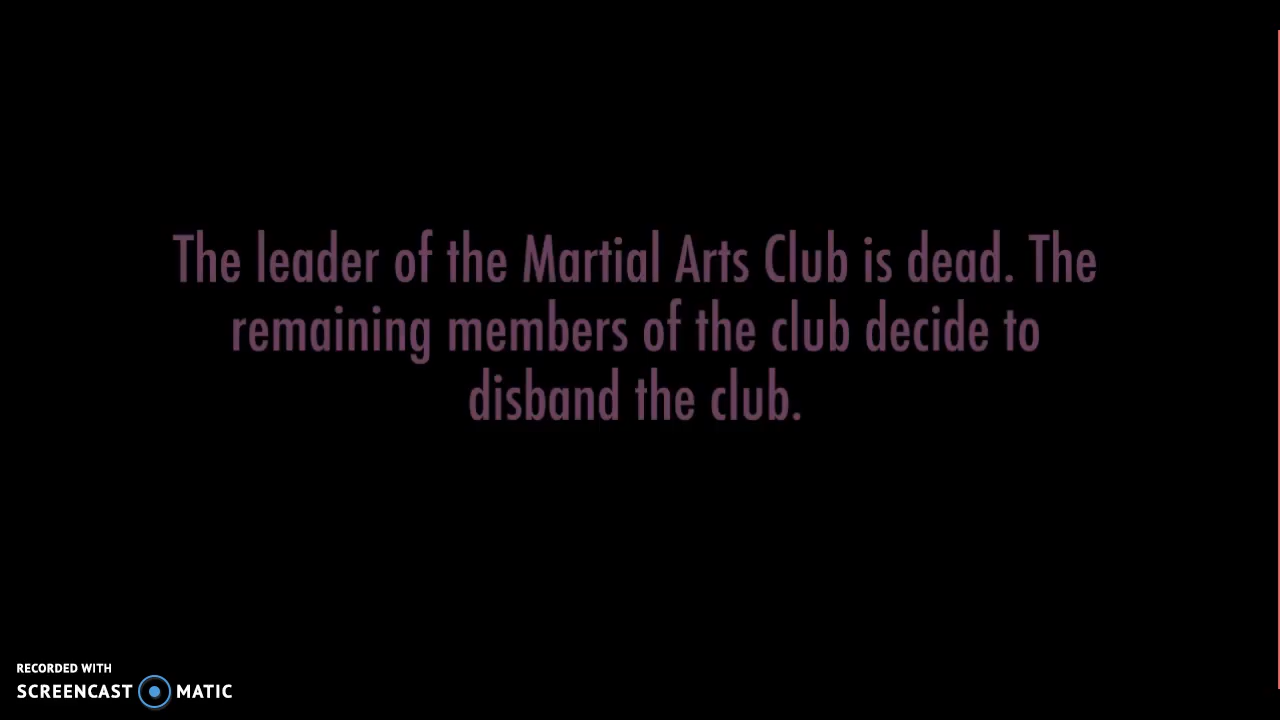 The leader of the Martial Arts Club is dead. The
remaining members of the club decide to
disband the club.
RECORDED WITH
SCREENCAST MATIC